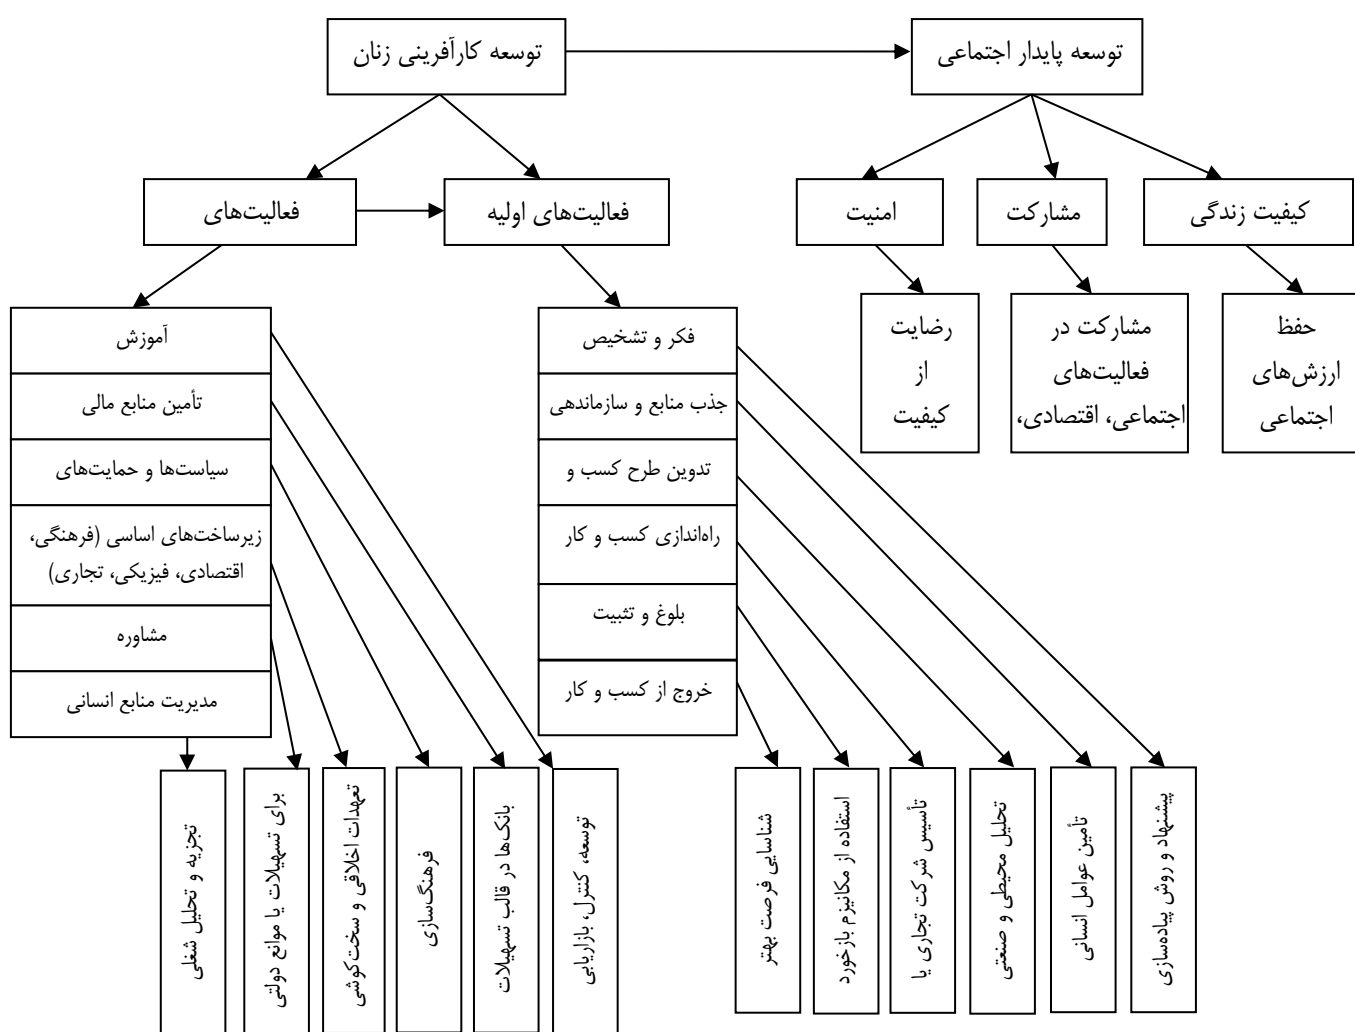 توسعه پایدار اجتماعی
توسعه کارآفرینی زنان
کیفیت زندگی
مشارکت
امنیت
فعالیت‌های اولیه
فعالیت‌های
حفظ
ارزش‌های
اجتماعی
مشارکت در
فعالیت‌های
اجتماعی، اقتصادی،
رضایت
از
کیفیت
فکر و تشخیص
جذب منابع و سازماندهی
تدوین طرح کسب و
راه‌اندازی کسب و کار
بلوغ و تثبیت
خروج از کسب و کار
آموزش
تأمین منابع مالی
سیاست‌ها و حمایت‌های
زیرساخت‌های اساسی (فرهنگی،
اقتصادی، فیزیکی، تجاری)
مشاوره
مدیریت منابع انسانی
پیشنهاد و روش پیاده‌سازی
تأمین عوامل انسانی
تحلیل محیطی و صنعتی
تأسیس شرکت تجاری یا
استفاده از مکانیزم بازخورد
شناسایی فرصت بهتر
توسعه، کنترل، بازاریابی
بانک‌ها در قالب تسهیلات
فرهنگ‌سازی
تعهدات اخلاقی و سخت‌کوشی
برای تسهیلات یا موانع دولتی
تجزیه و تحلیل شغلی